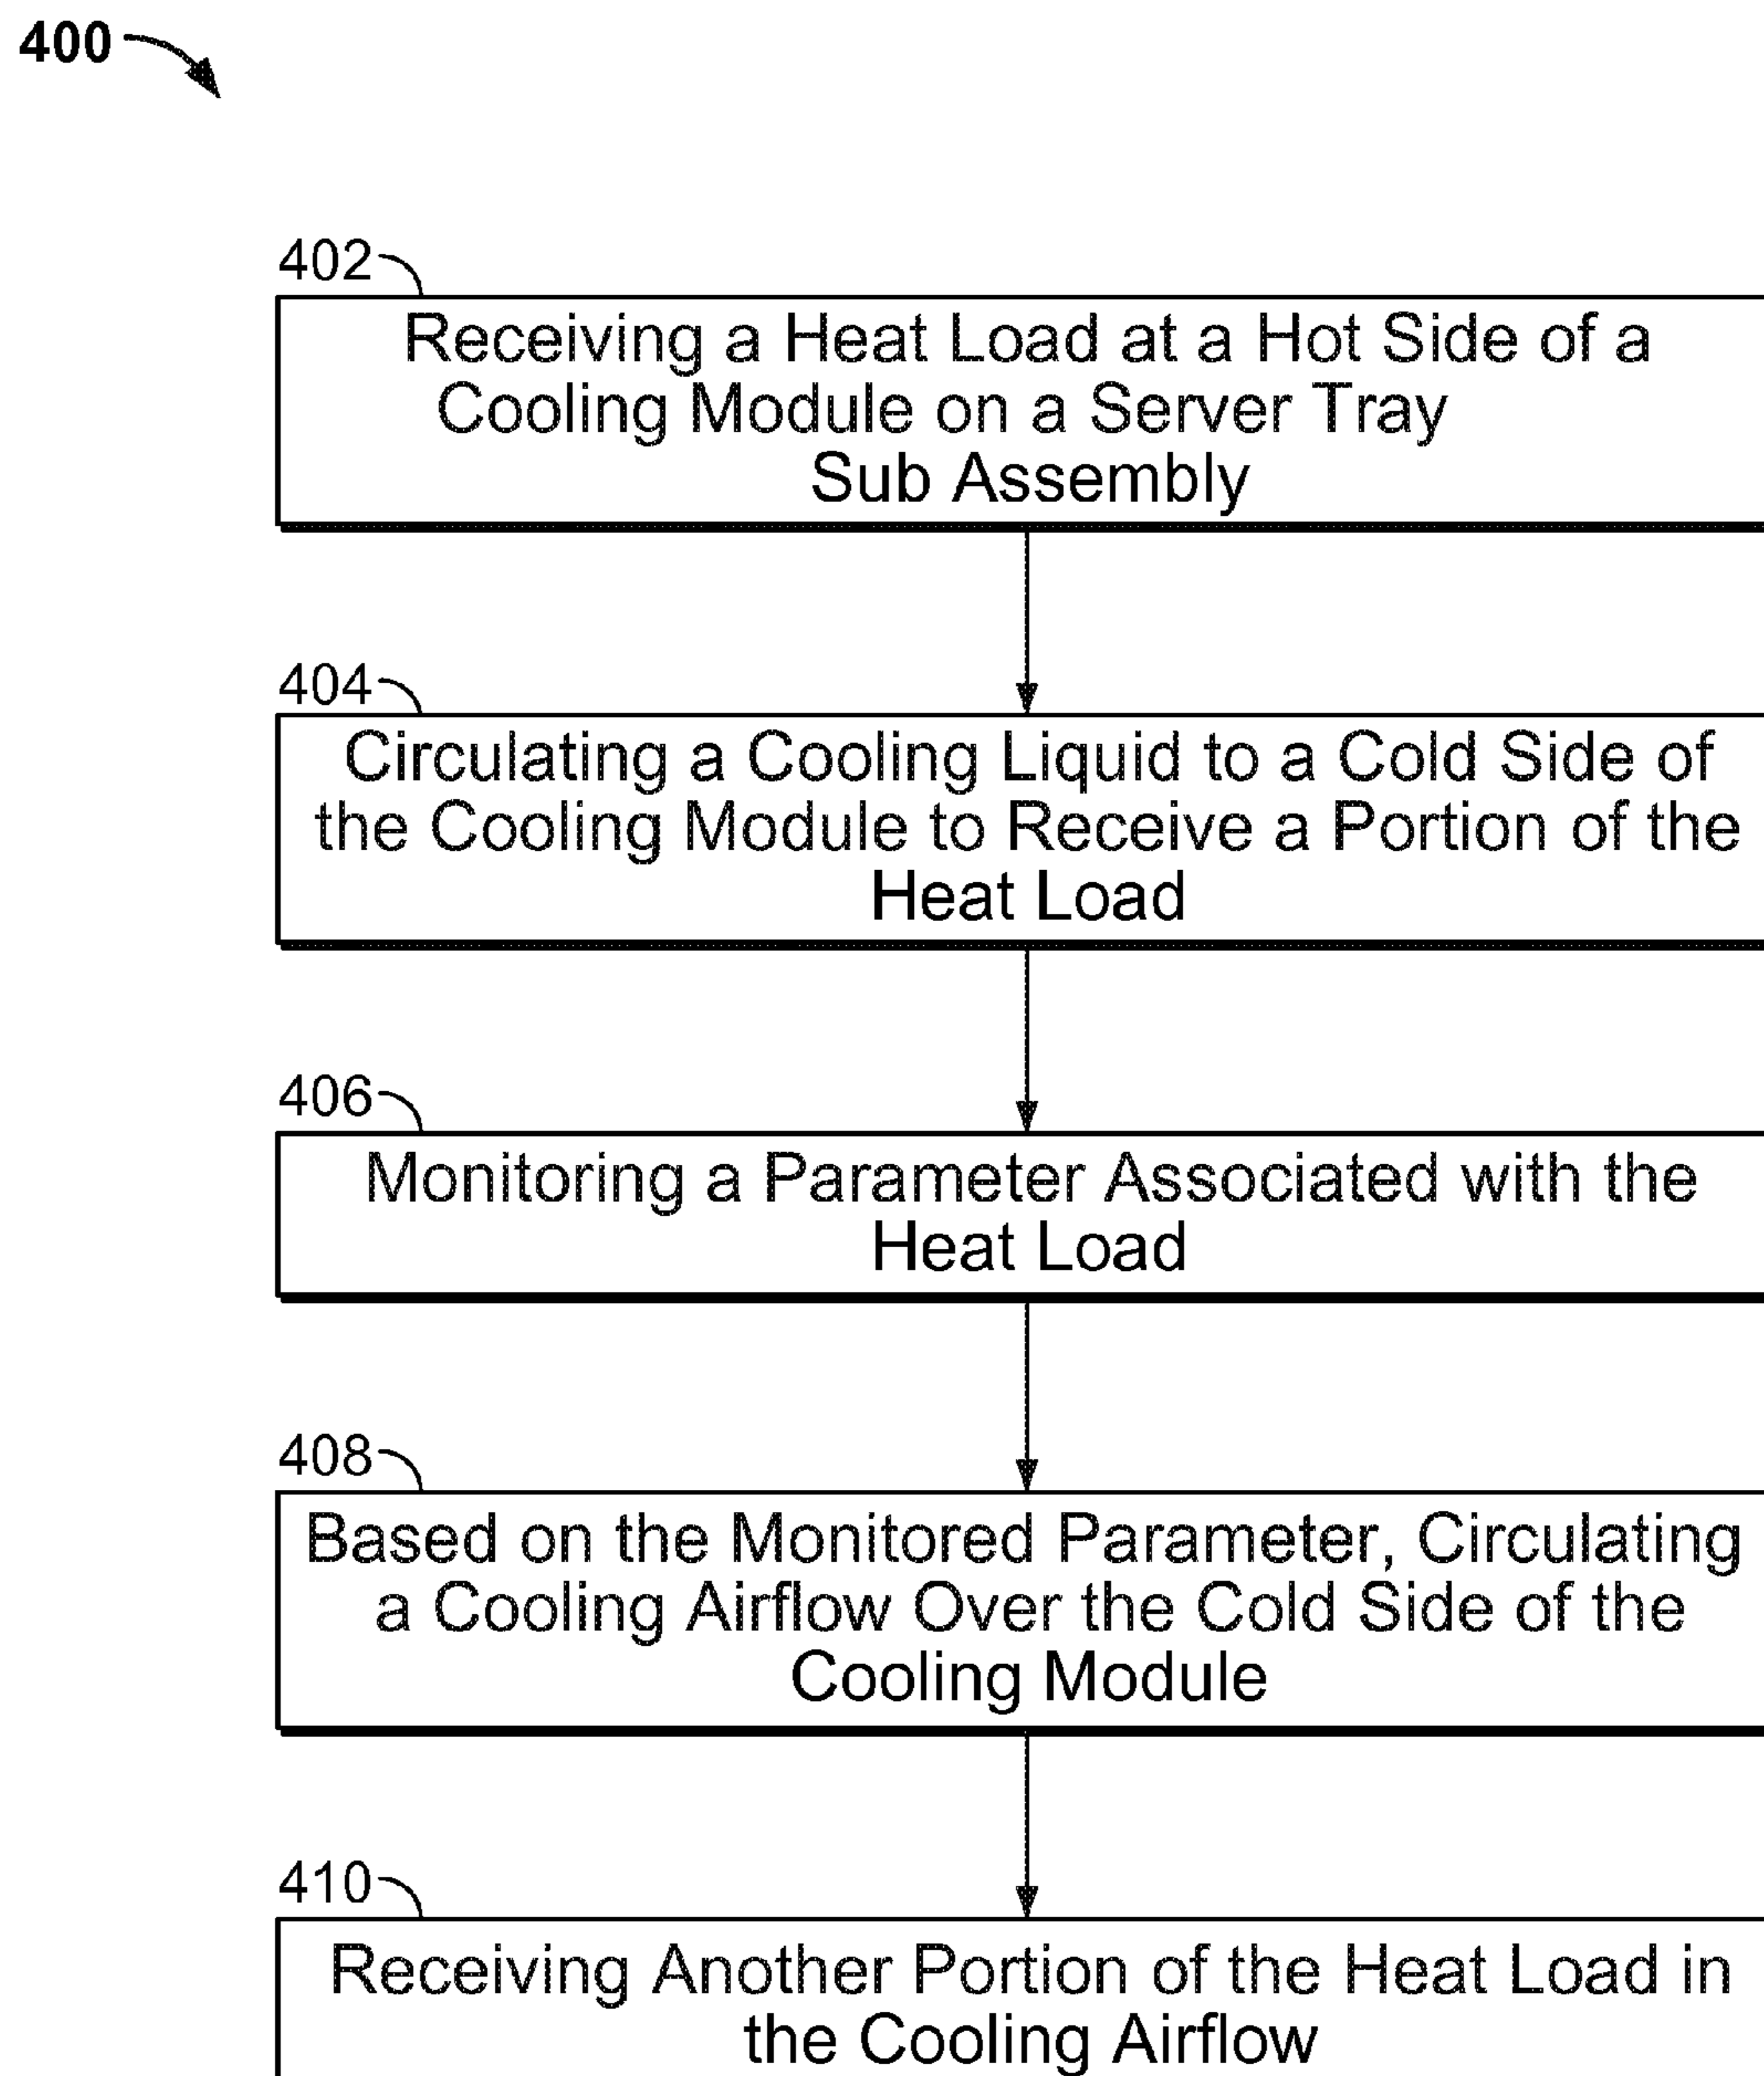 400
402
Receiving a Heat Load at a Hot Side of a
Cooling Module on a Server Tray
Sub Assembly
404
Circulating a Cooling Liquid to a Cold Side of
the Cooling Module to Receive a Portion of the
Heat Load
406
Monitoring a Parameter Associated with the
Heat Load
408
Based on the Monitored Parameter, Circulating
a Cooling Airflow Over the Cold Side of the
Cooling Module
410
Receiving Another Portion of the Heat Load in
the Cooling Airflow